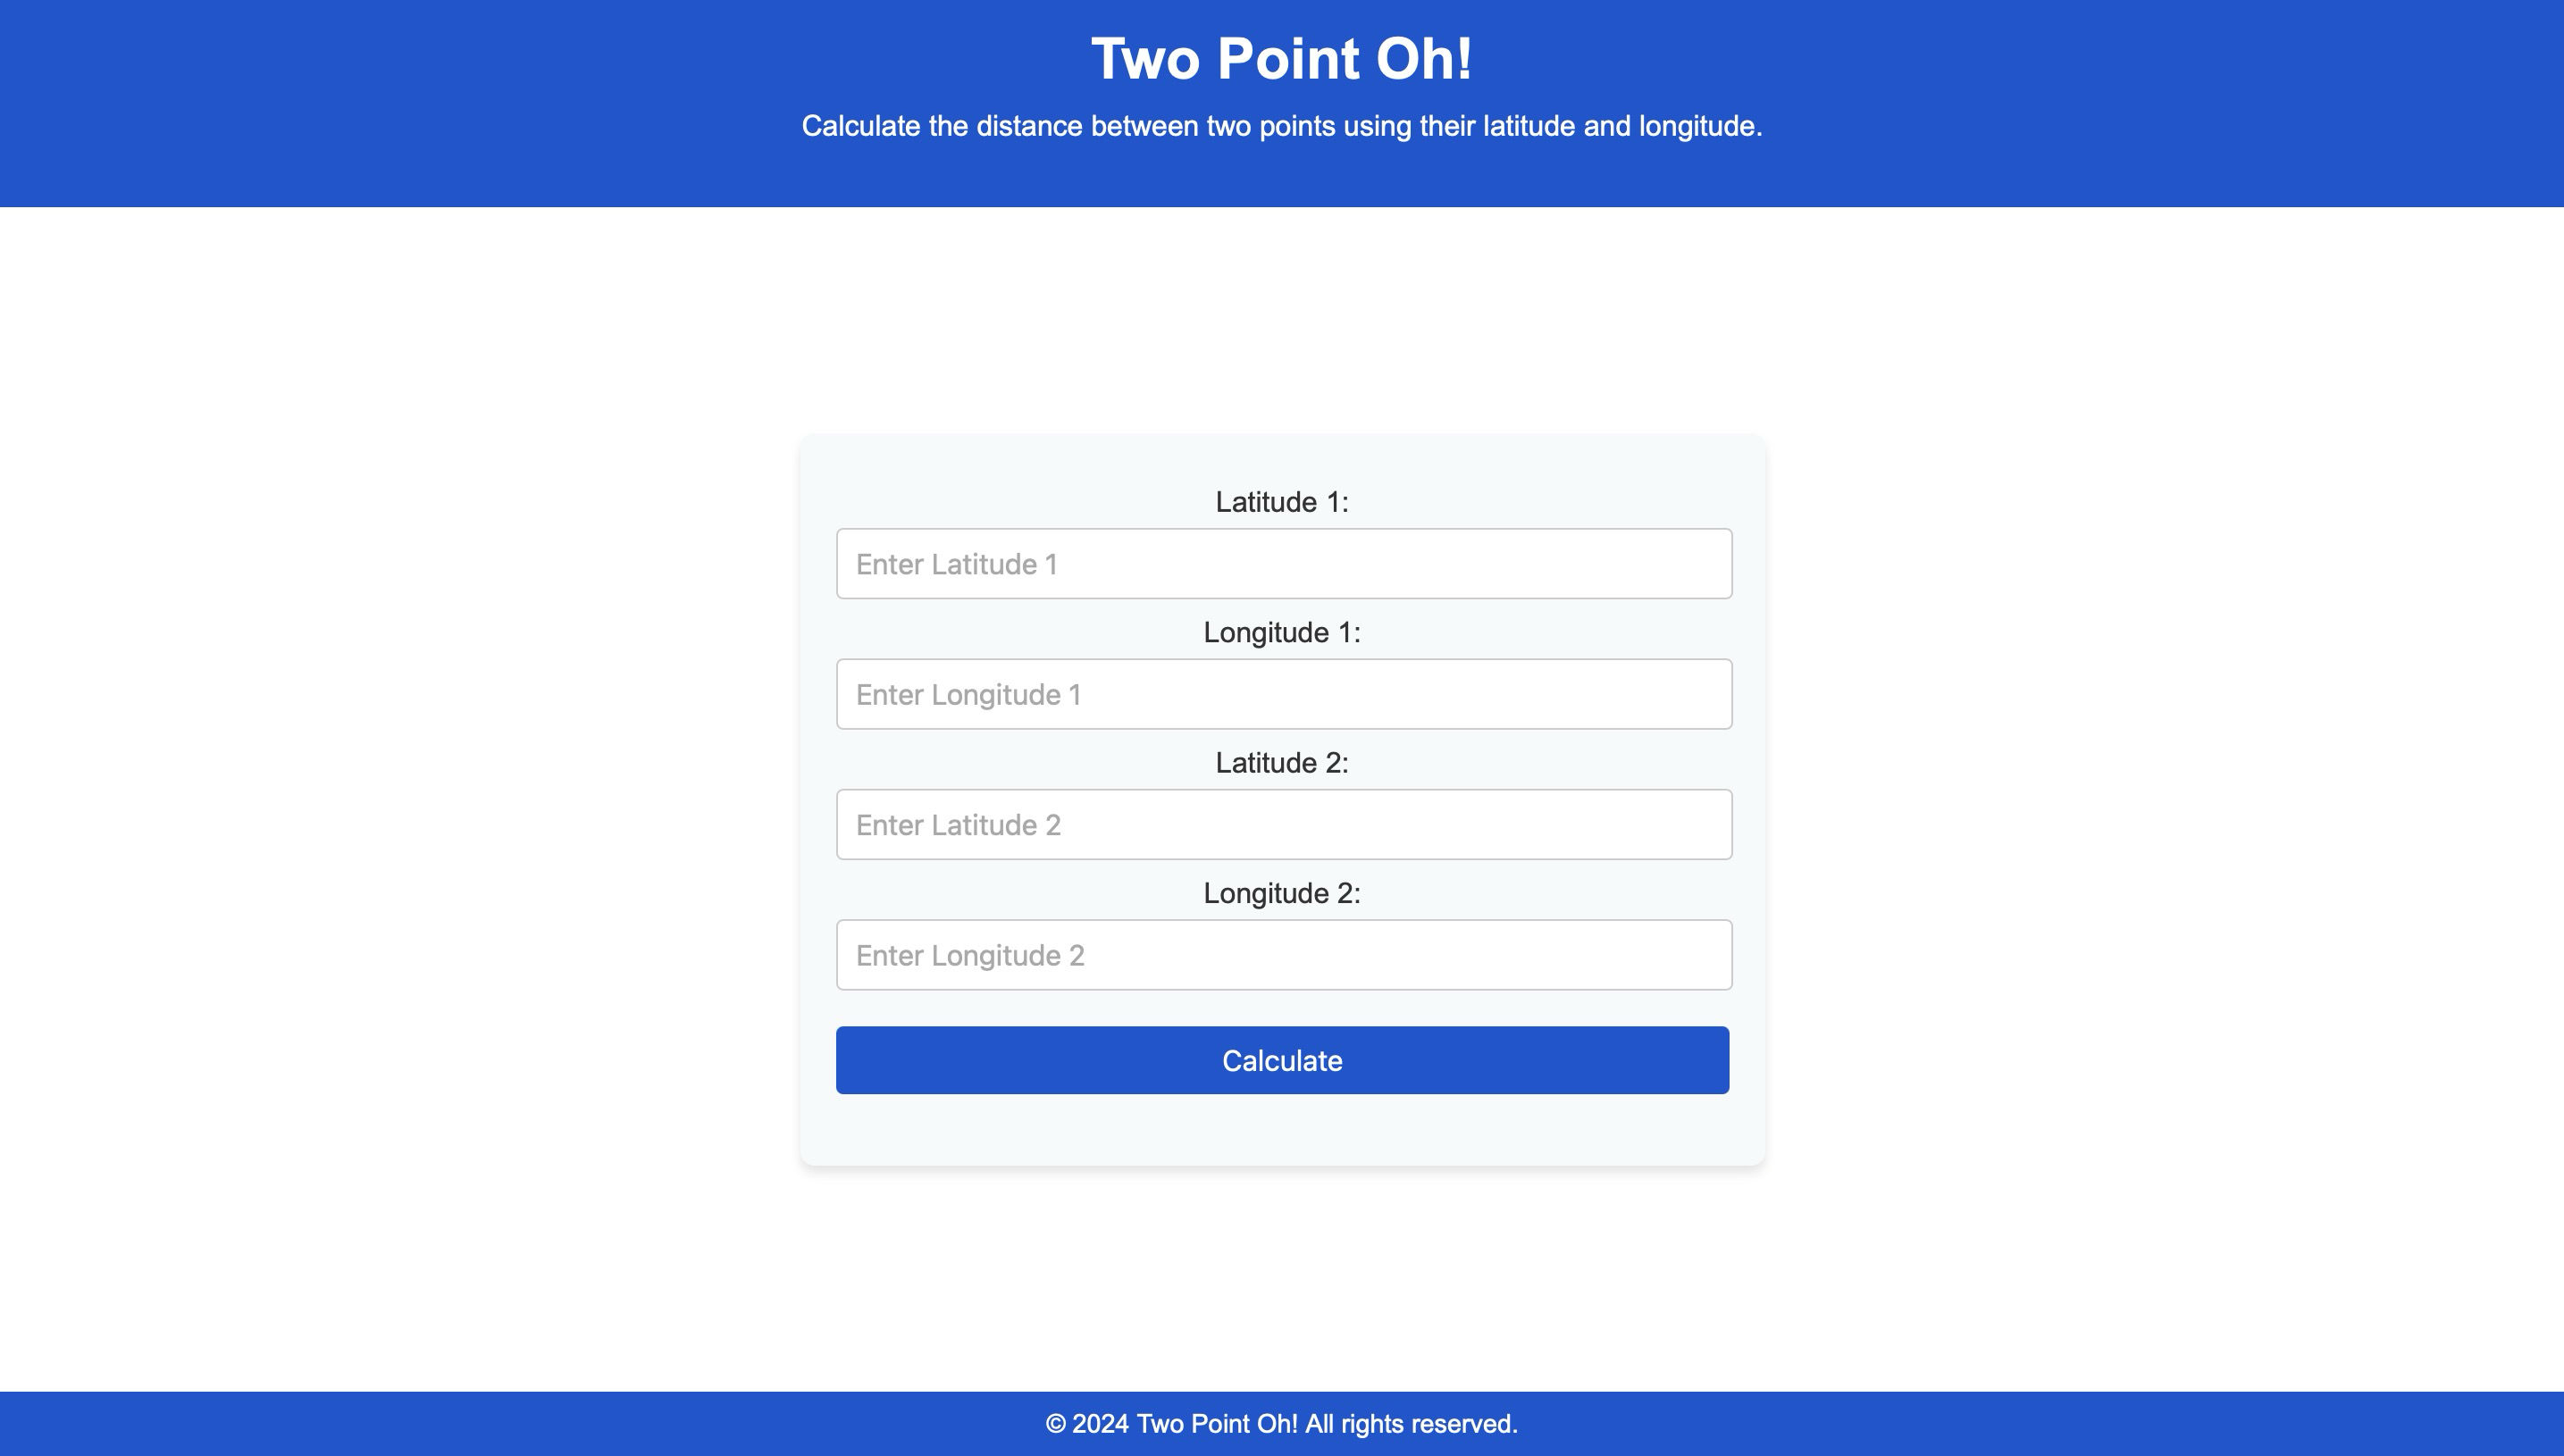 Two Point Oh!
Calculate the distance between two points using their latitude and longitude.
Latitude 1:
Enter Latitude 1
Longitude 1:
Enter Longitude 1
Latitude 2:
Enter Latitude 2
Longitude 2:
Enter Longitude 2
Calculate
© 2024 Two Point Oh! All rights reserved.